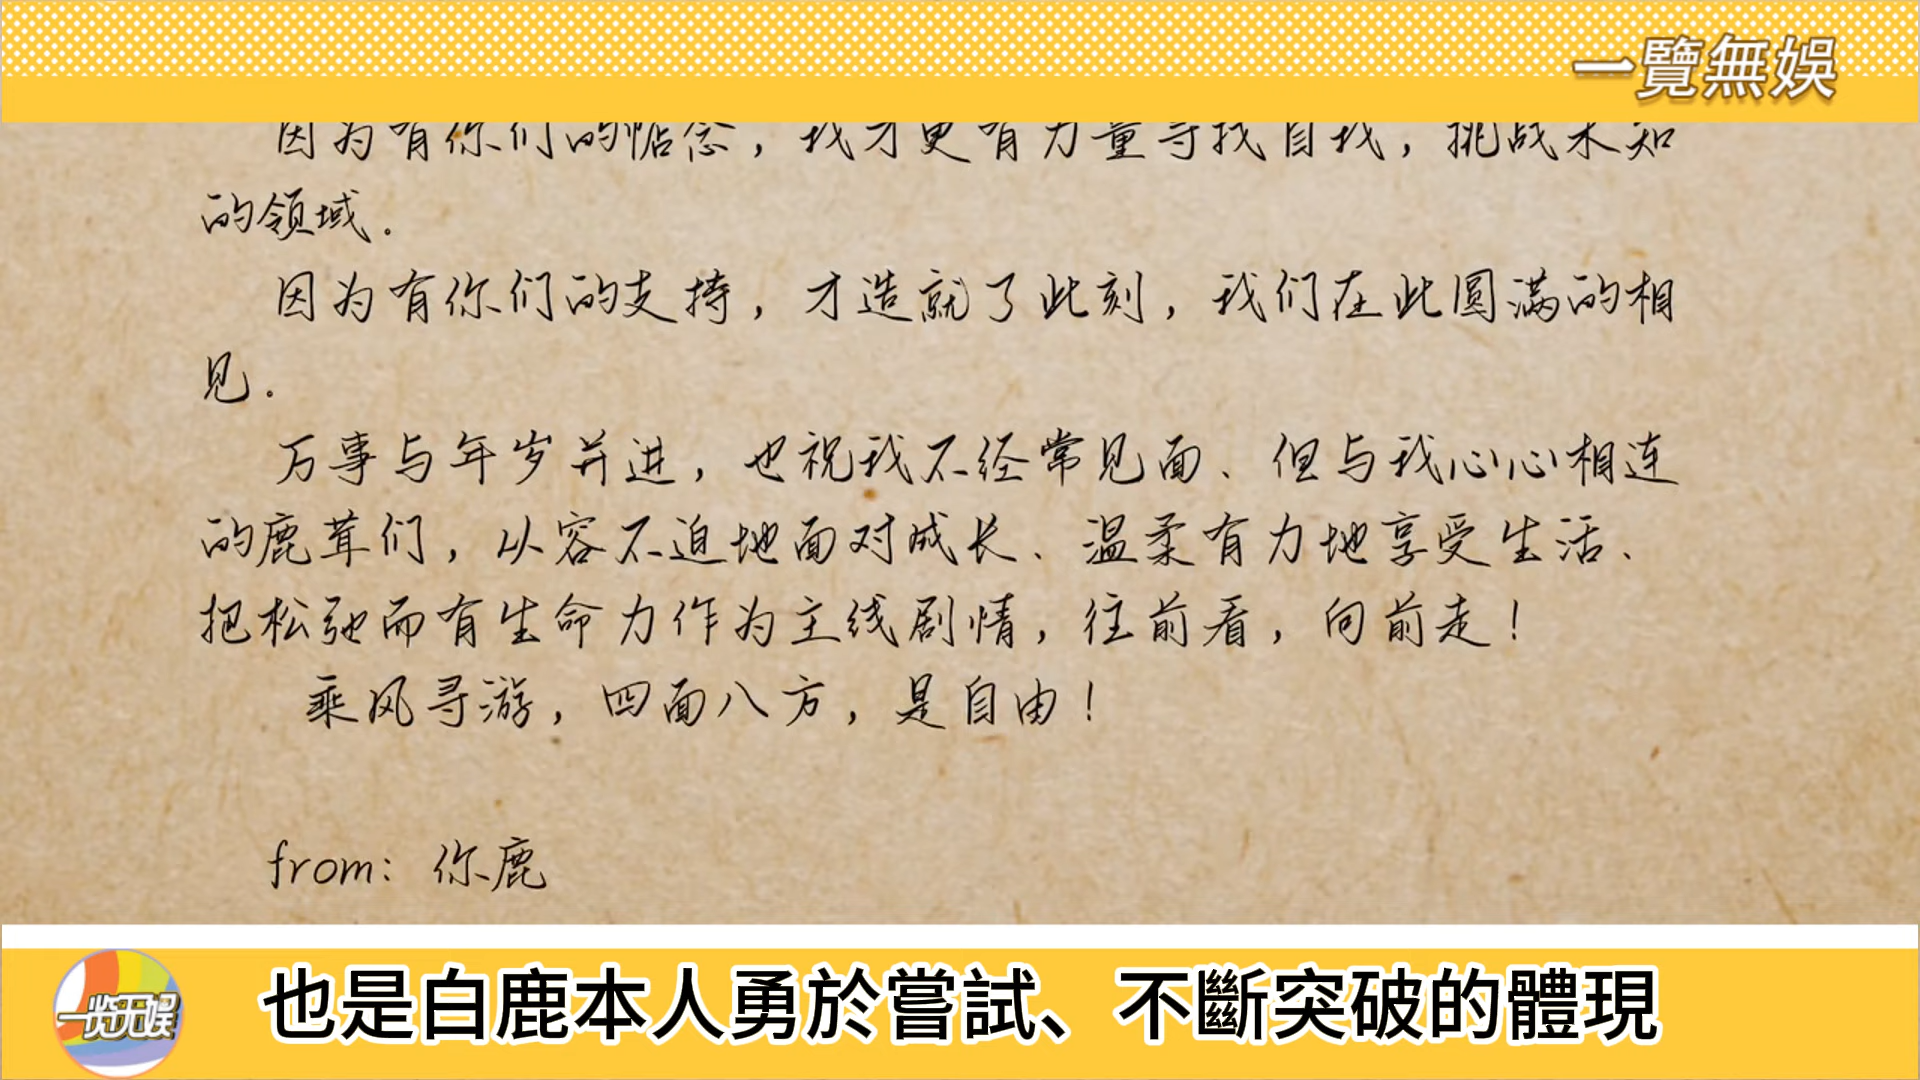 一覽無娛
因为有你们的惦念，我才更有力量寻找自我，挑战未知
的领域.
因为有你们的支持，才造就了此刻，我们在此圆满的相
见.
万事与年岁并进，也祝我不经常见面、但与我心心相连
的鹿茸们，从容不迫地面对成长、温柔有力地享受生活、
把松弛而有生命力作为主线剧情，往前看，向前走！
乘风寻游，四面八方，是自由！
from：你鹿
一览无娱
也是白鹿本人勇於嘗試、不斷突破的體現